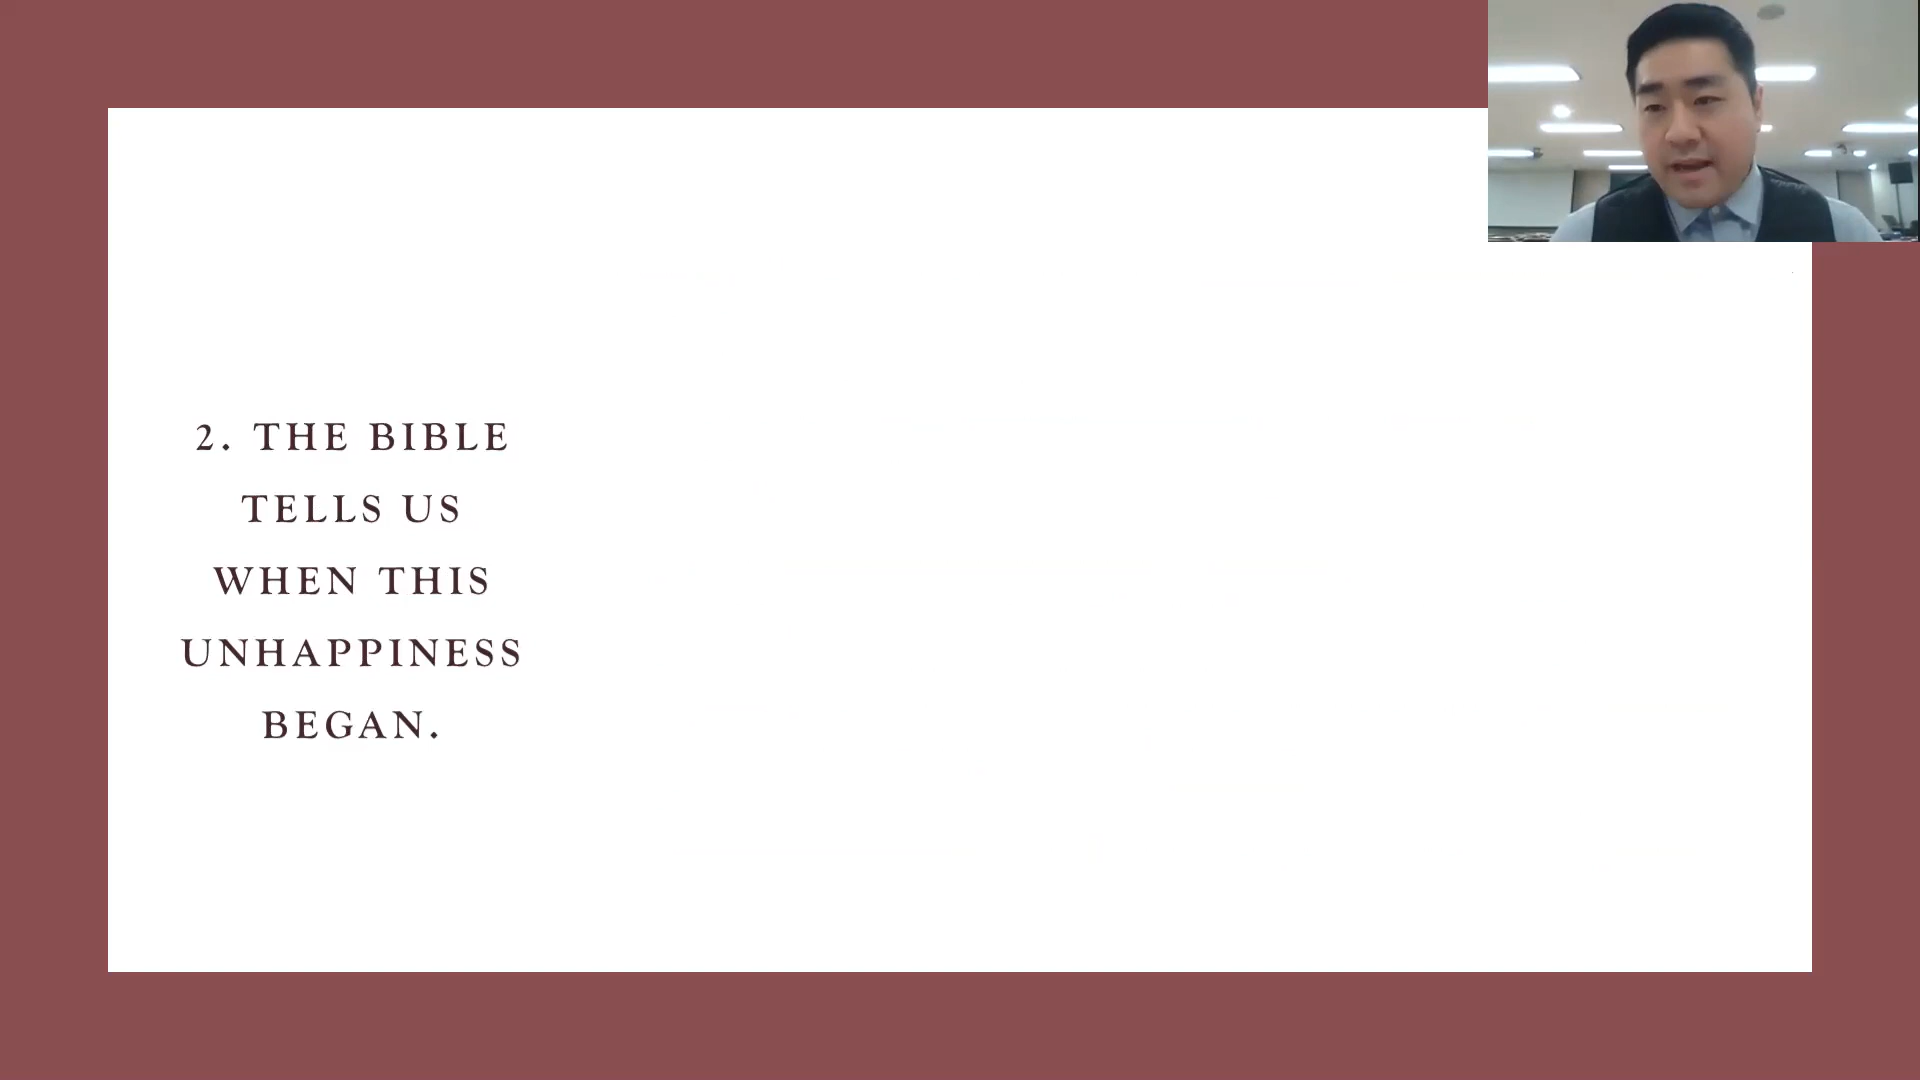 2. THE BIBLE
TELLS US
WHEN THIS
UNHAPPINESS
BEGAN.